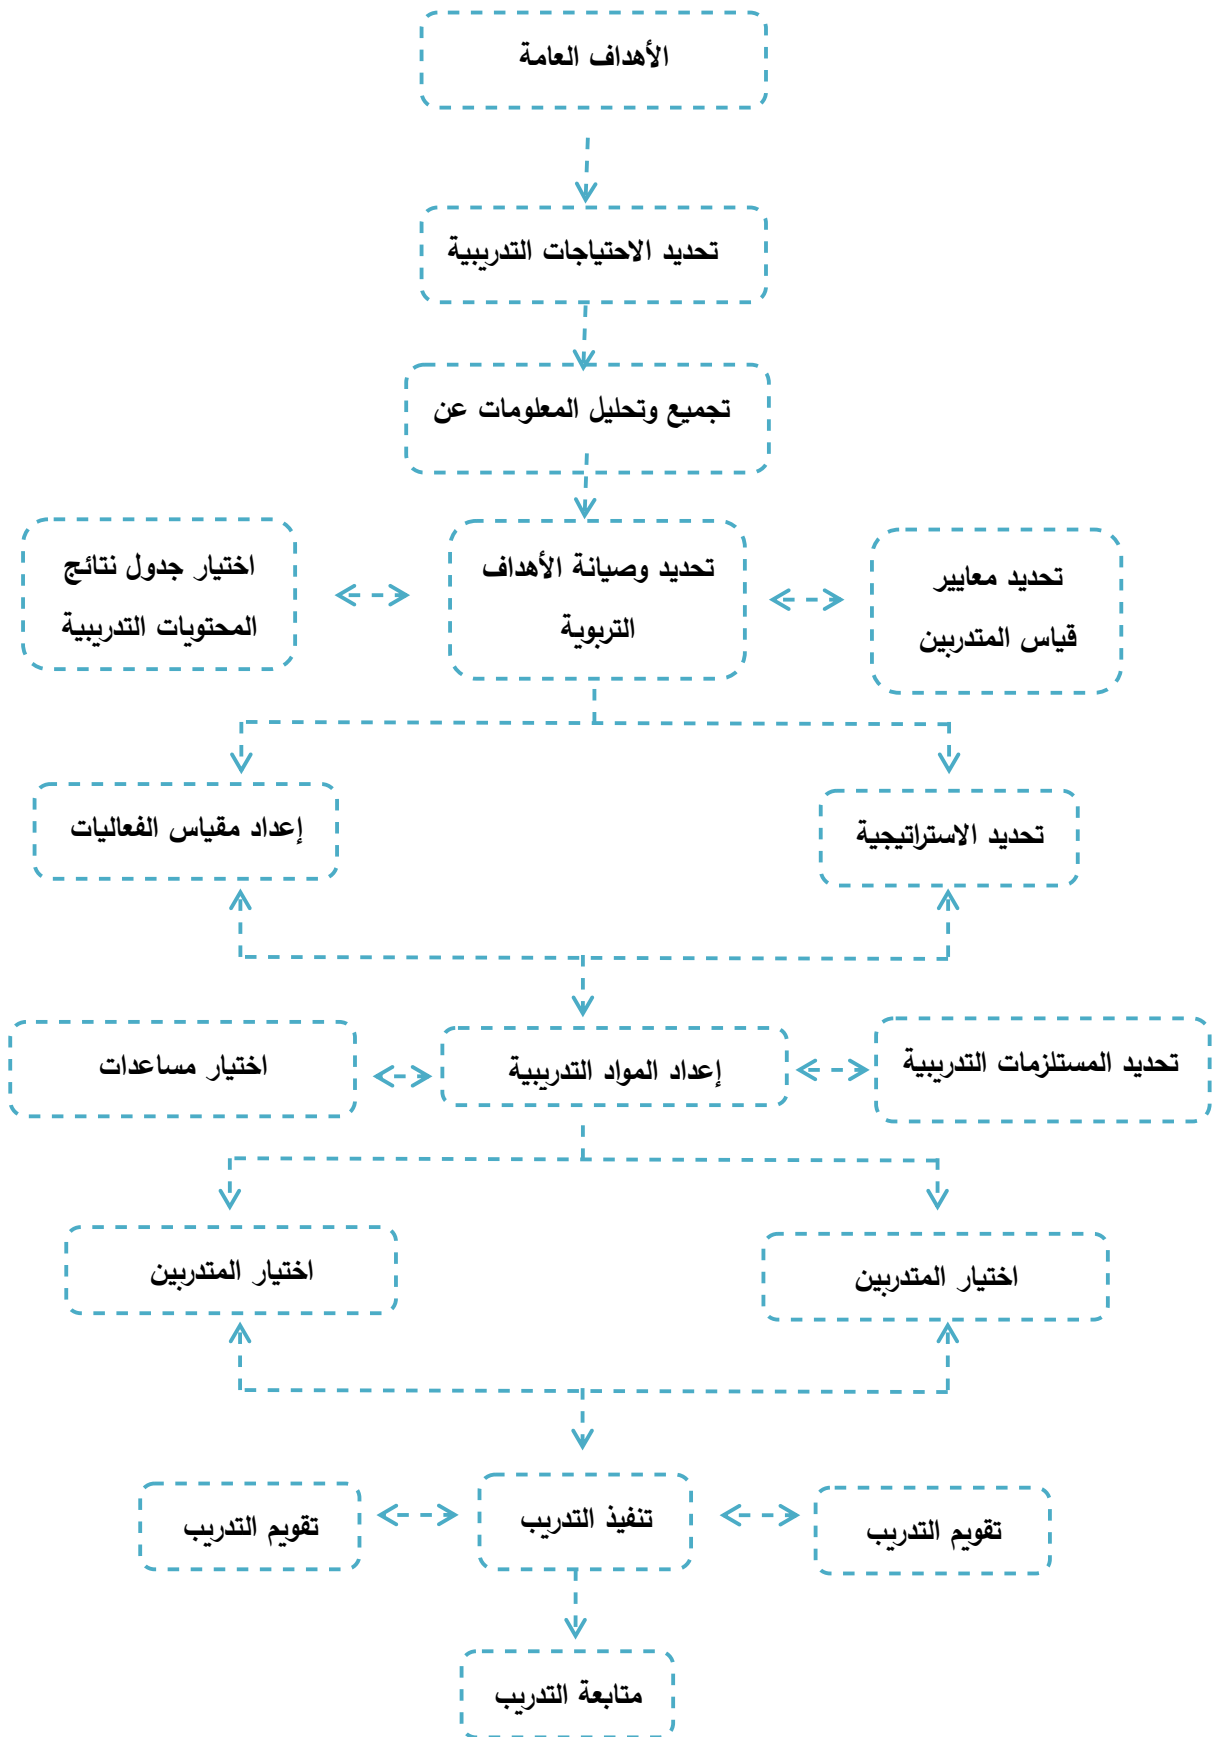 الأهداف العامة
تحديد الاحتياجات التدريبية
تجميع وتحليل المعلومات عن
تحديد معايير
قياس المتدربين
تحديد وصيانة الأهداف
التربوية
اختيار جدول نتائج
المحتويات التدريبية
تحديد الاستراتيجية
إعداد مقياس الفعاليات
تحديد المستلزمات التدريبية
إعداد المواد التدريبية
اختيار مساعدات
اختيار المتدربين
اختيار المتدربين
تقويم التدريب
تنفيذ التدريب
تقويم التدريب
متابعة التدريب